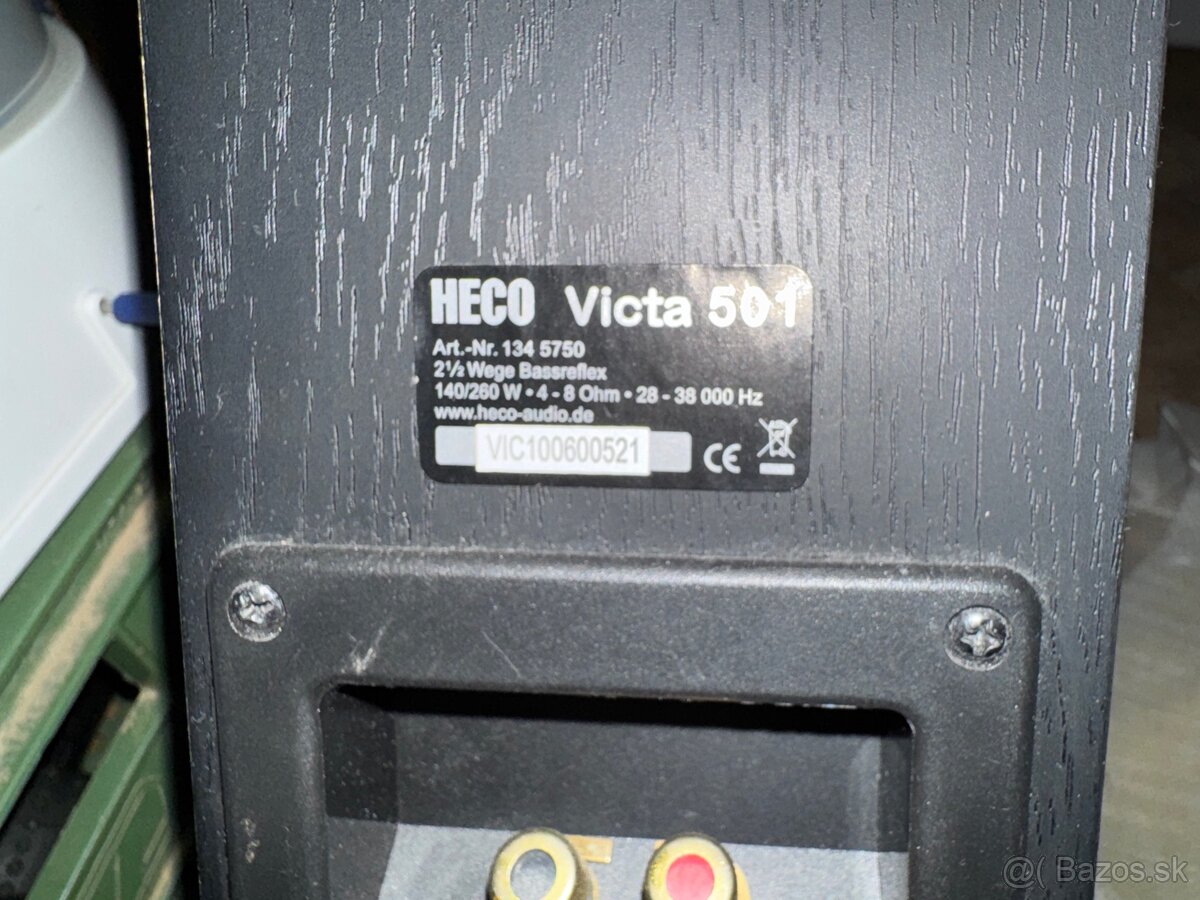 HECO Victa 501
Art.-Nr. 134 5750
2½ Wege Bassreflex
140/260 W • 4 - 8 Ohm • 28 - 38 000 Hz
www.heco-audio.de
VIC100600521
CE
@( Bazos.sk